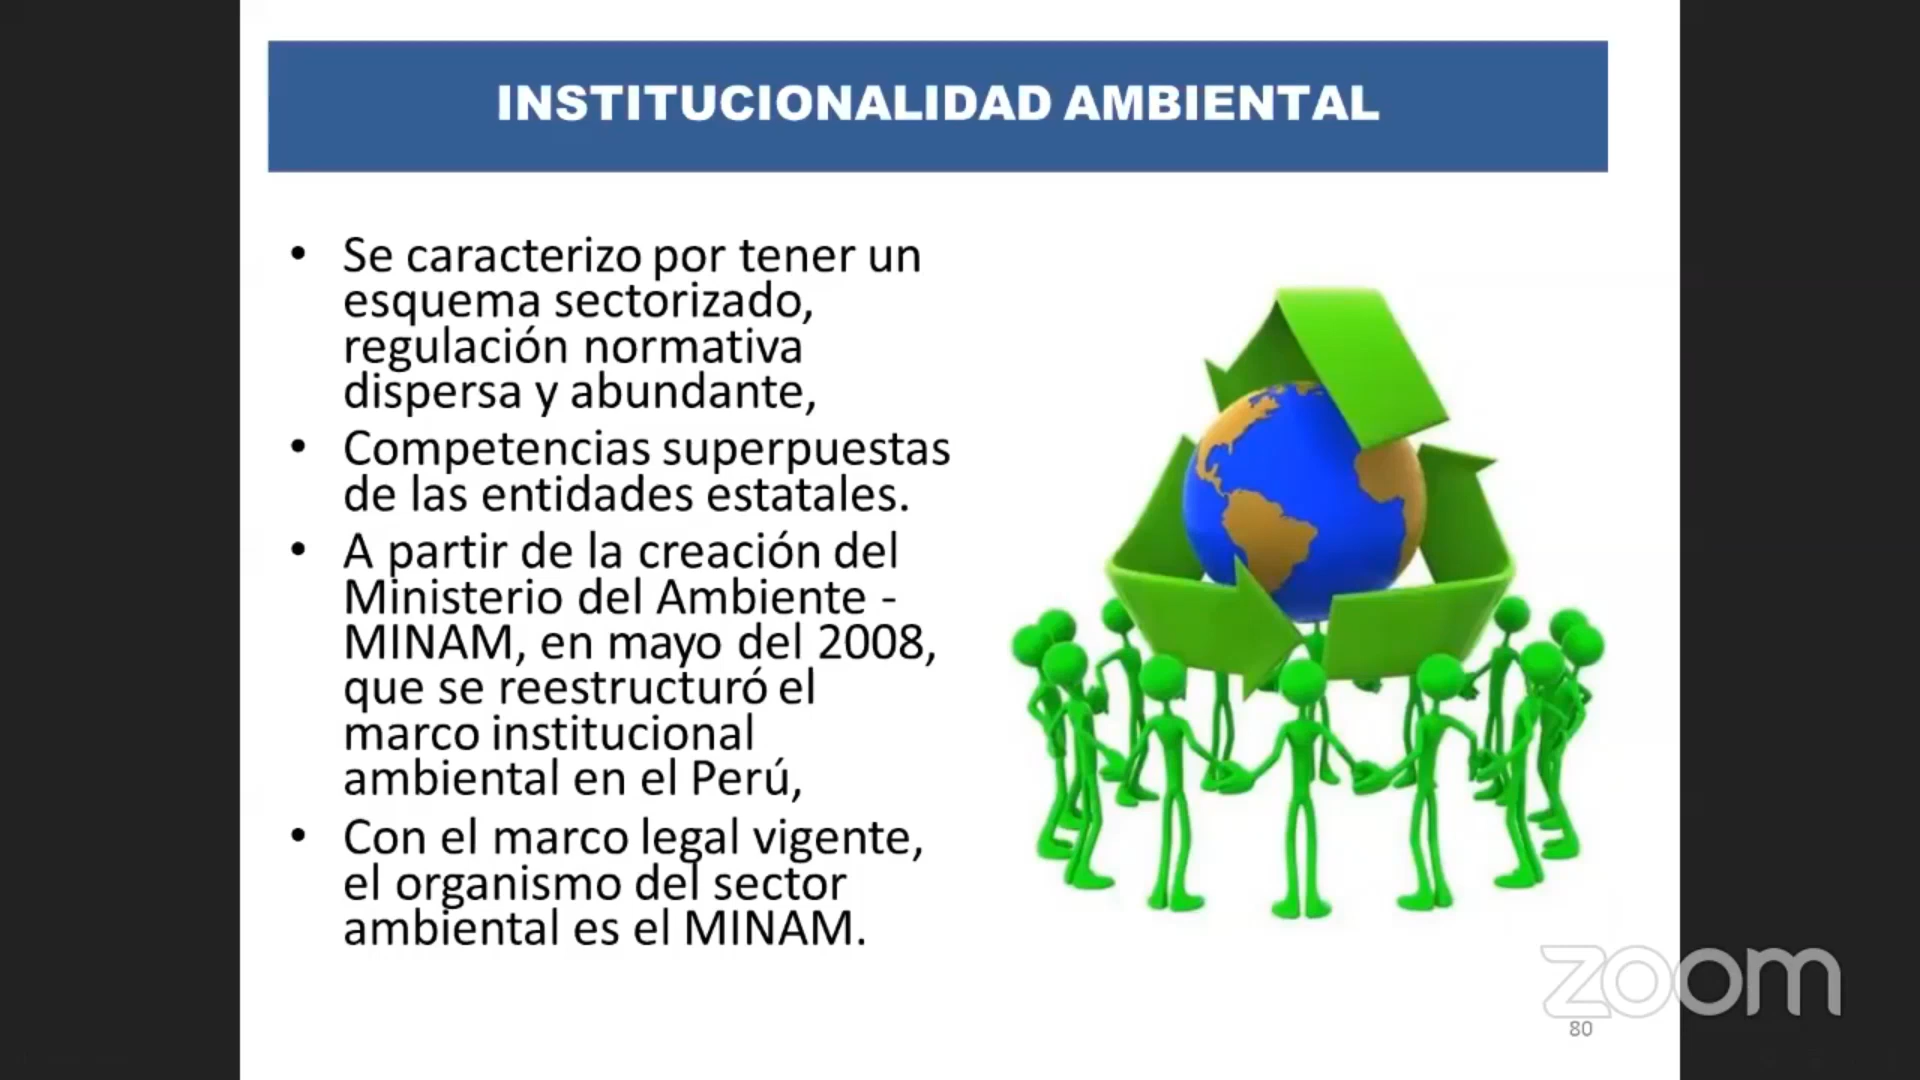 INSTITUCIONALIDAD AMBIENTAL
• Se caracterizo por tener un
esquema sectorizado,
regulación normativa
dispersa y abundante,
• Competencias superpuestas
de las entidades estatales.
• A partir de la creación del
Ministerio del Ambiente -
MINAM, en mayo del 2008,
que se reestructuró el
marco institucional
ambiental en el Perú,
• Con el marco legal vigente,
el organismo del sector
ambiental es el MINAM.
zoom
80